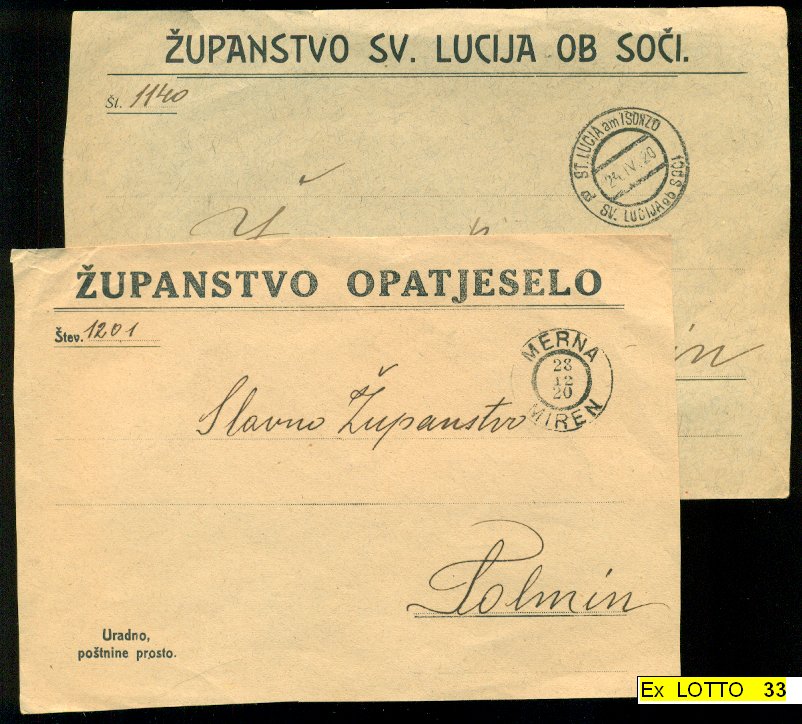 ŽUPANSTVO SV. LUCIJA OB SOČI.
Šl. 1140
ST. LUCIA am ISONZO
24.IV.20
a SV. LUCIJA ob SOČI
ŽUPANSTVO OPATJESELO
Štev. 1201
MERNA
28
12
20
MIREN
Slavno Županstvo
Tolmin
Uradno,
poštnine prosto.
Ex LOTTO 33